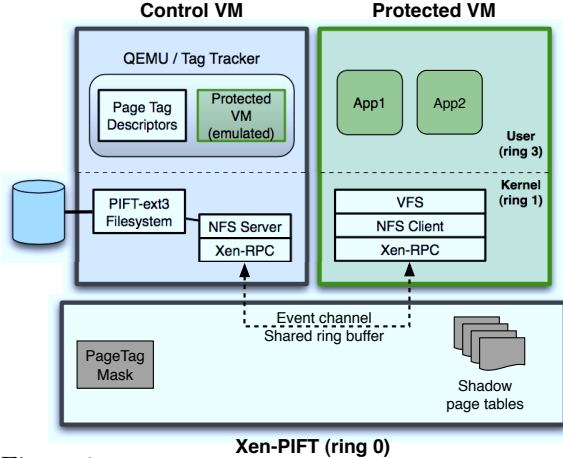 Control VM
Protected VM
QEMU / Tag Tracker
Page Tag
Descriptors
Protected
VM
(emulated)
App1
App2
User
(ring 3)
Kernel
(ring 1)
PIFT-ext3
Filesystem
NFS Server
Xen-RPC
VFS
NFS Client
Xen-RPC
Event channel
Shared ring buffer
PageTag
Mask
Shadow
page tables
Xen-PIFT (ring 0)